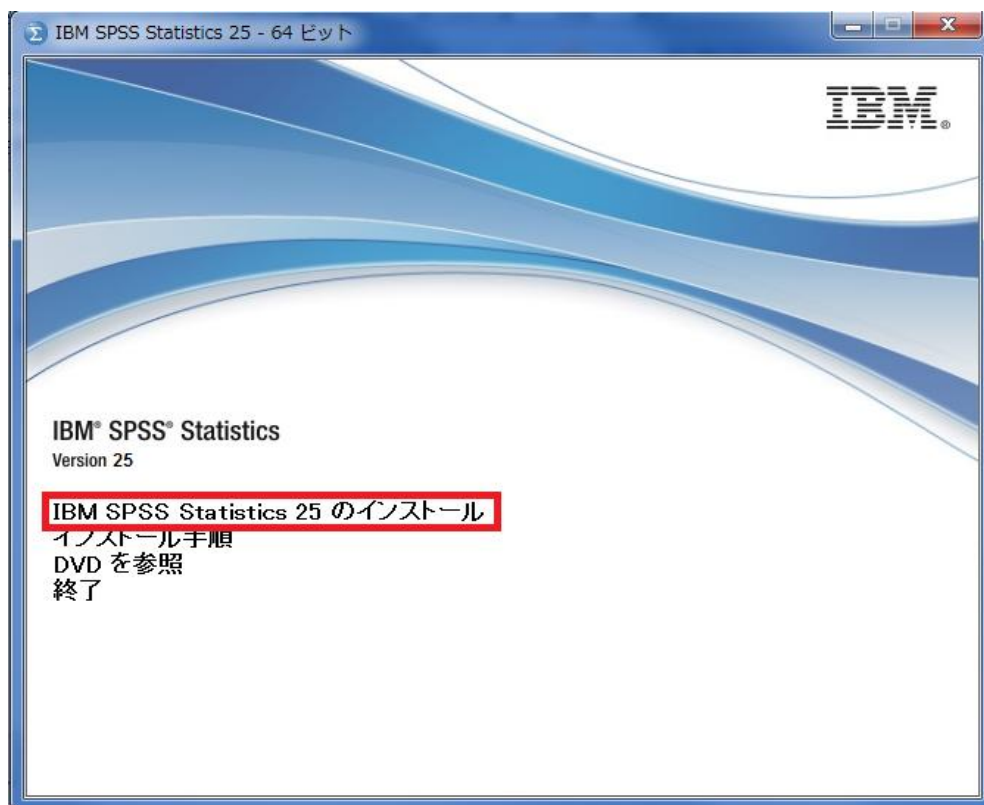 IBM SPSS Statistics 25 - 64 ビット
IBM®
IBM® SPSS® Statistics
Version 25
IBM SPSS Statistics 25 のインストール
インストール手順
DVD を参照
終了